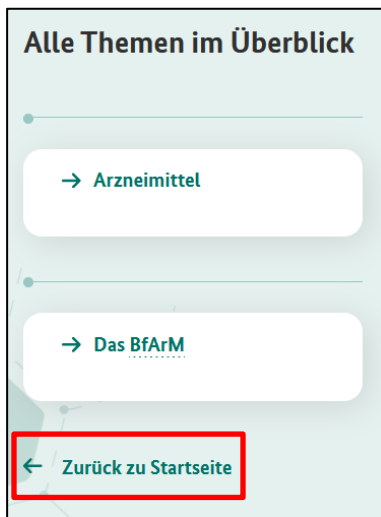 Alle Themen im Überblick
→ Arzneimittel
→ Das BfArM
← Zurück zu Startseite